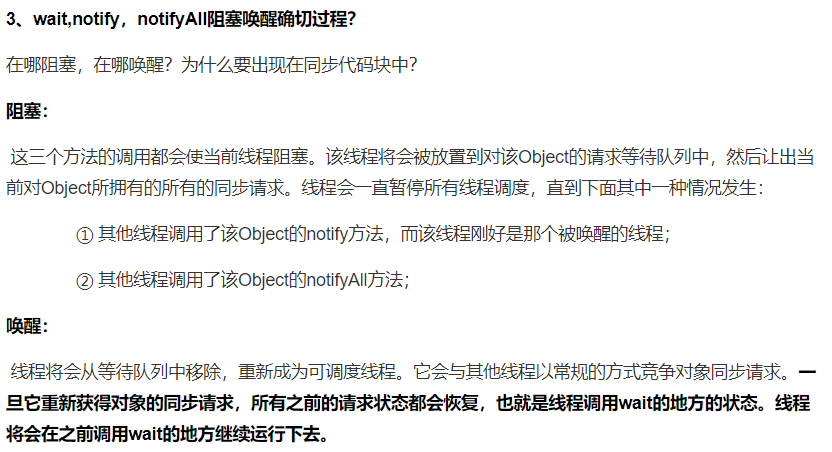 3、wait,notify，notifyAll阻塞唤醒确切过程？
在哪阻塞，在哪唤醒？为什么要出现在同步代码块中？
阻塞：
这三个方法的调用都会使当前线程阻塞。该线程将会被放置到对该Object的请求等待队列中，然后让出当
前对Object所拥有的所有的同步请求。线程会一直暂停所有线程调度，直到下面其中一种情况发生：
① 其他线程调用了该Object的notify方法，而该线程刚好是那个被唤醒的线程；
② 其他线程调用了该Object的notifyAll方法；
唤醒：
线程将会从等待队列中移除，重新成为可调度线程。它会与其他线程以常规的方式竞争对象同步请求。一
旦它重新获得对象的同步请求，所有之前的请求状态都会恢复，也就是线程调用wait的地方的状态。线程
将会在之前调用wait的地方继续运行下去。